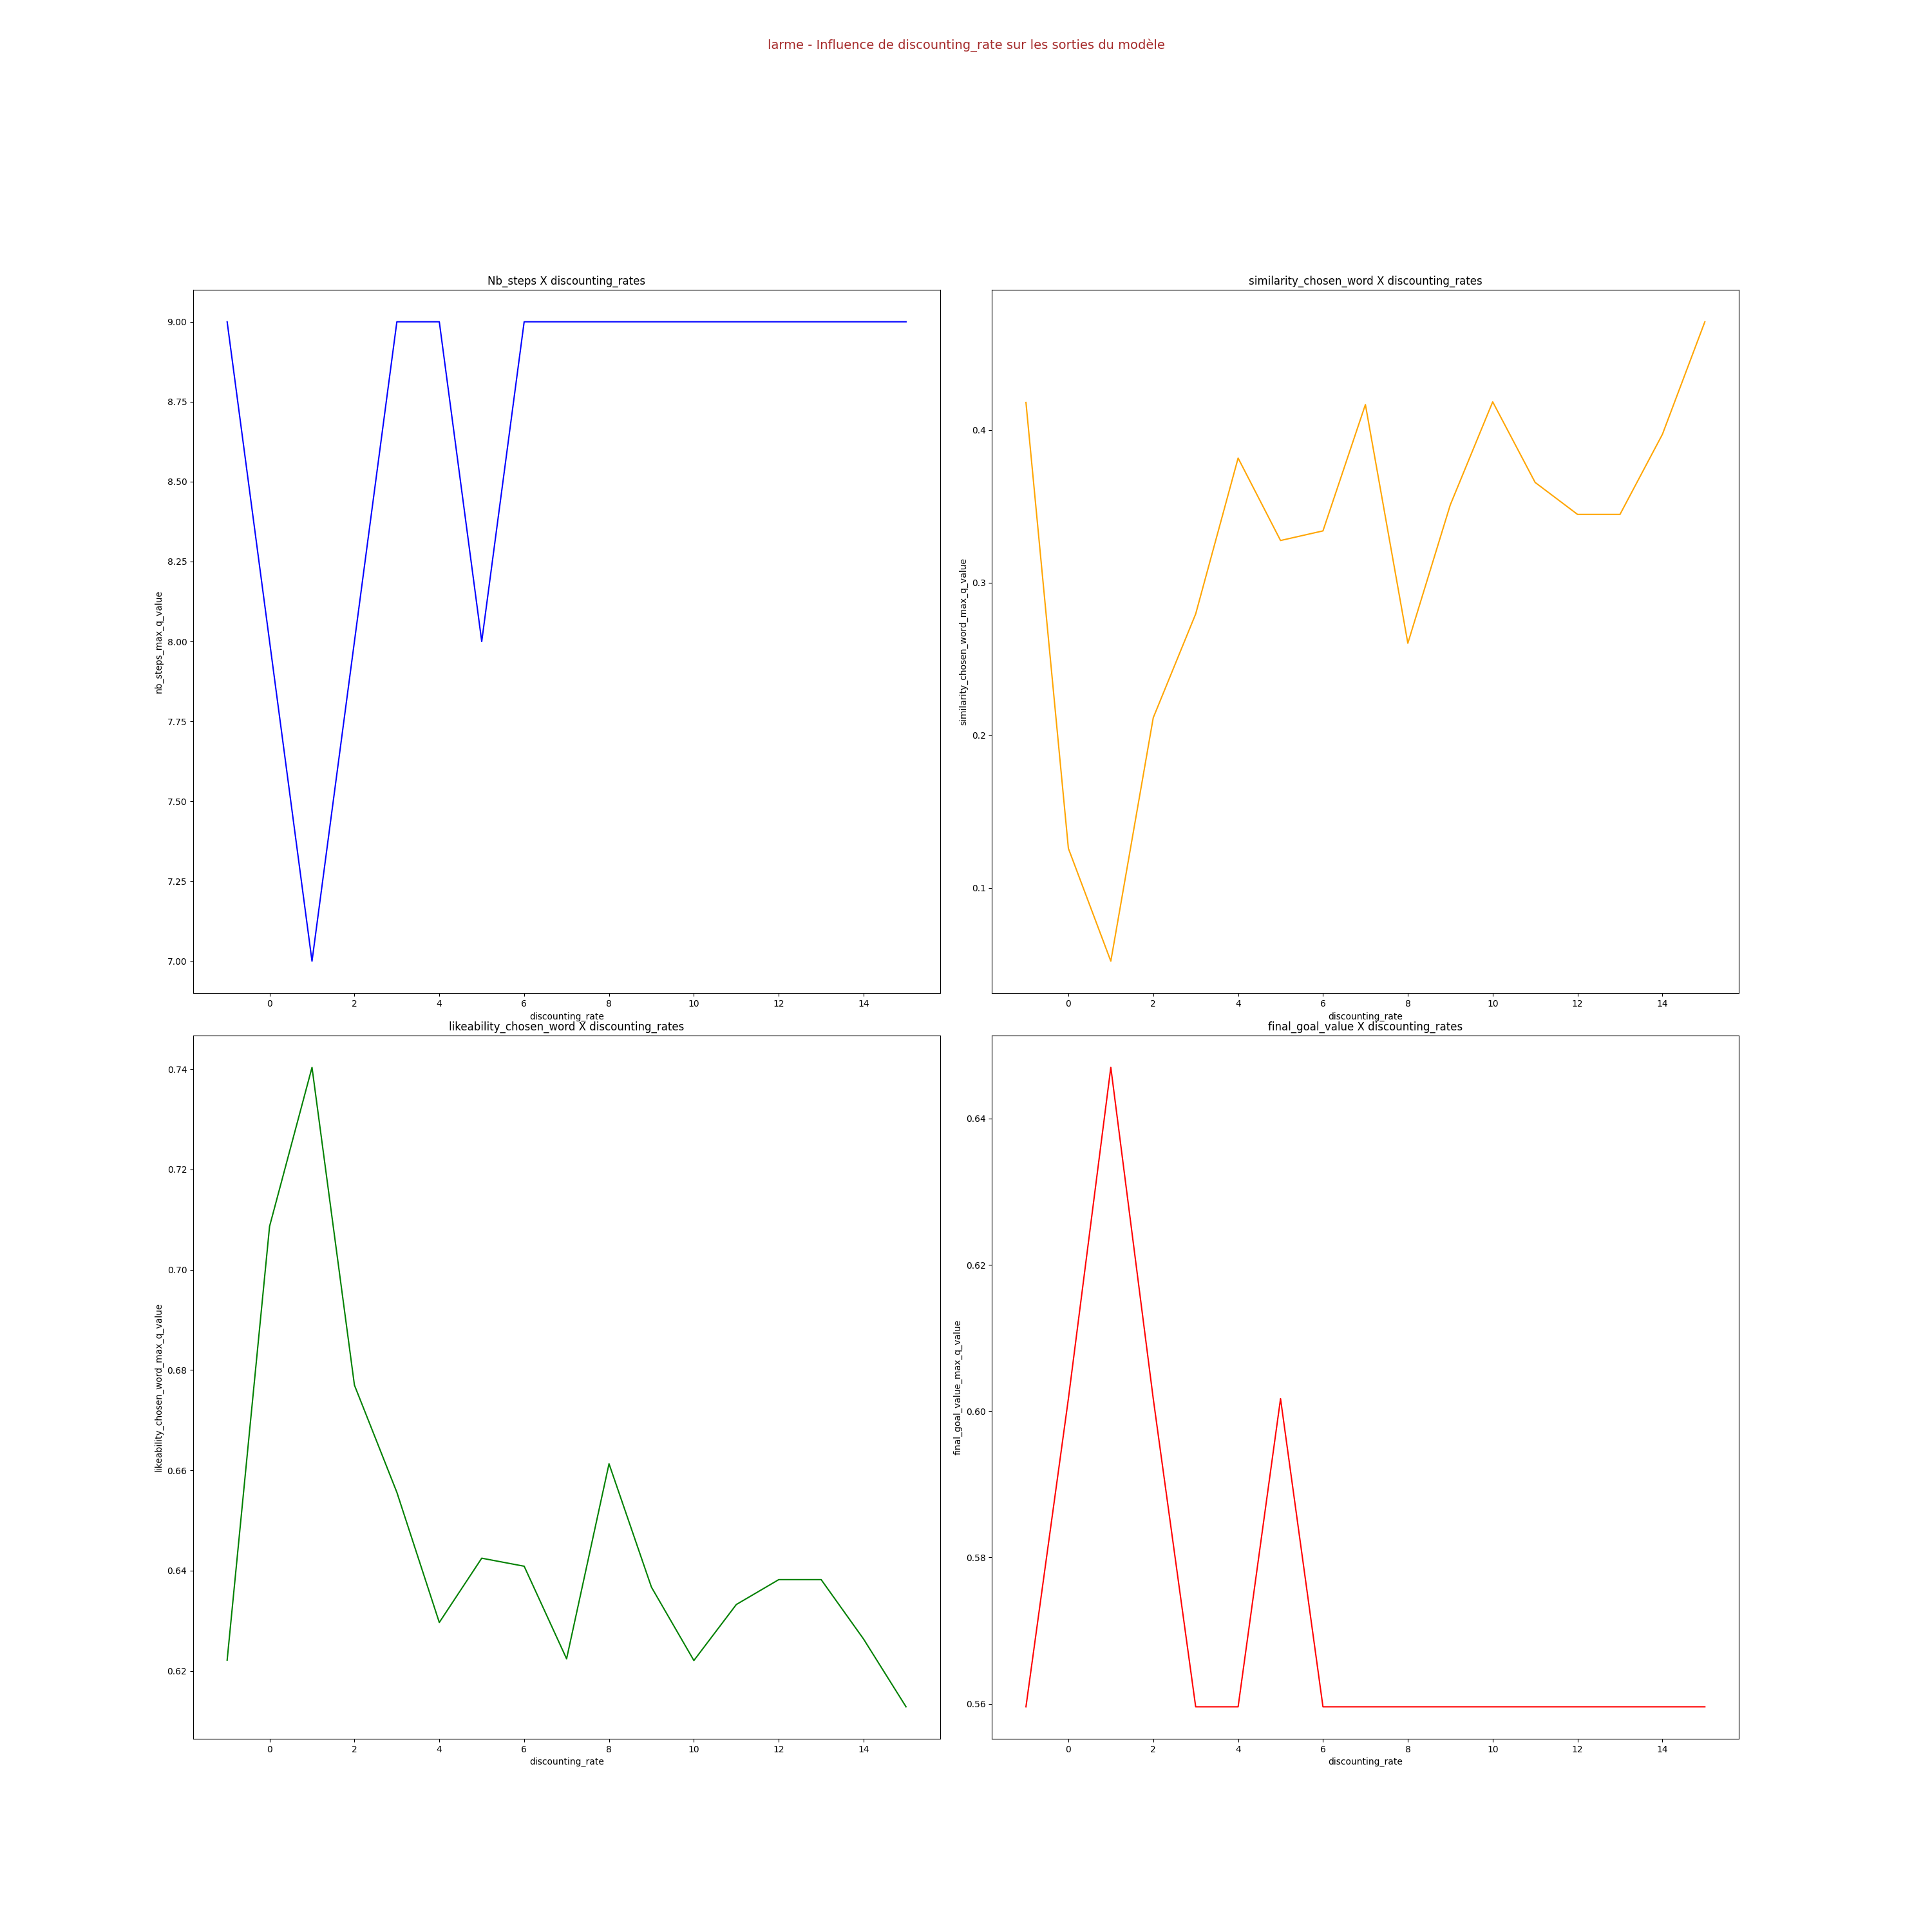 larme - Influence de discounting_rate sur les sorties du modèle
Nb_steps X discounting_rates
9.00
8.75
8.50
8.25
8.00
7.75
7.50
7.25
7.00
nb_steps_max_q_value
0 2 4 6 8 10 12 14
discounting_rate
similarity_chosen_word X discounting_rates
0.4
0.3
0.2
0.1
similarity_chosen_word_max_q_value
0 2 4 6 8 10 12 14
discounting_rate
likeability_chosen_word X discounting_rates
0.74
0.72
0.70
0.68
0.66
0.64
0.62
likeability_chosen_word_max_q_value
0 2 4 6 8 10 12 14
discounting_rate
final_goal_value X discounting_rates
0.64
0.62
0.60
0.58
0.56
final_goal_value_max_q_value
0 2 4 6 8 10 12 14
discounting_rate